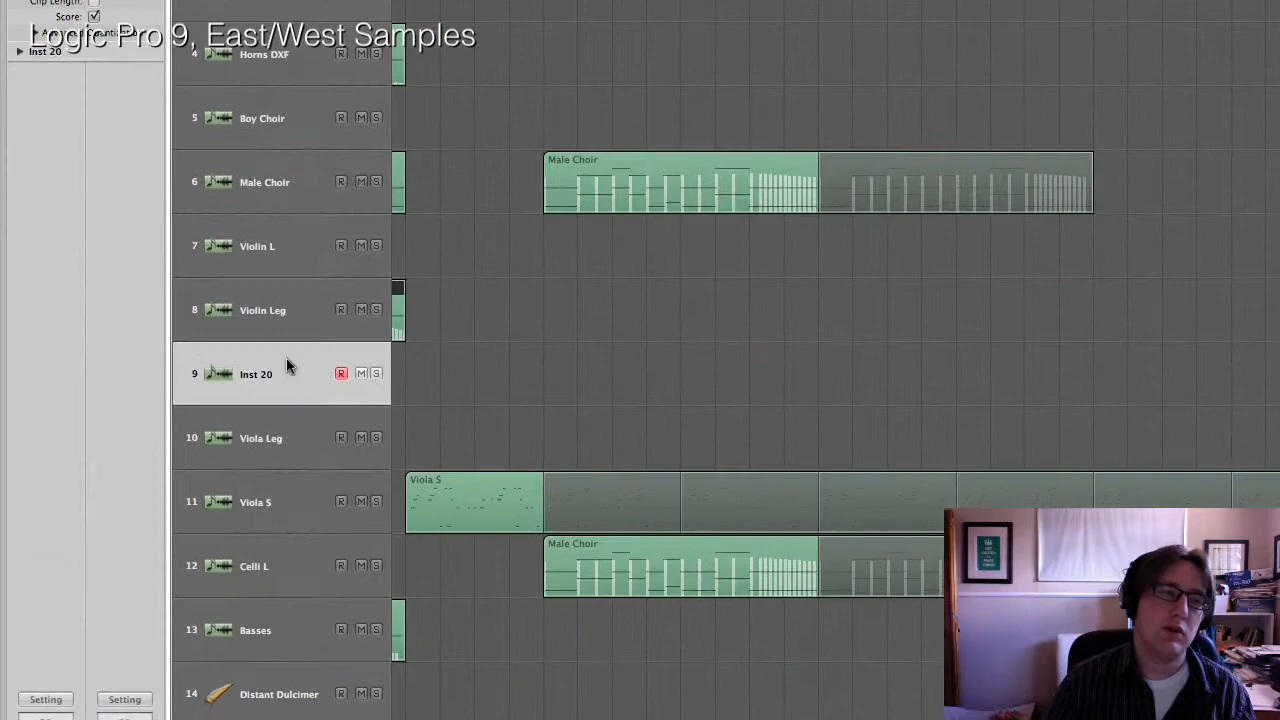 Clip Length:
Score:
Logic Pro 9, East/West Samples
Inst 20
4 Horns DXF
5 Boy Choir R M S
6 Male Choir R M S
Male Choir
7 Violin L R M S
8 Violin Leg R M S
9 Inst 20 R M S
10 Viola Leg R M S
11 Viola S R M S
Viola S
12 Celli L R M S
Male Choir
13 Basses R M S
14 Distant Dulcimer R M S
Setting Setting